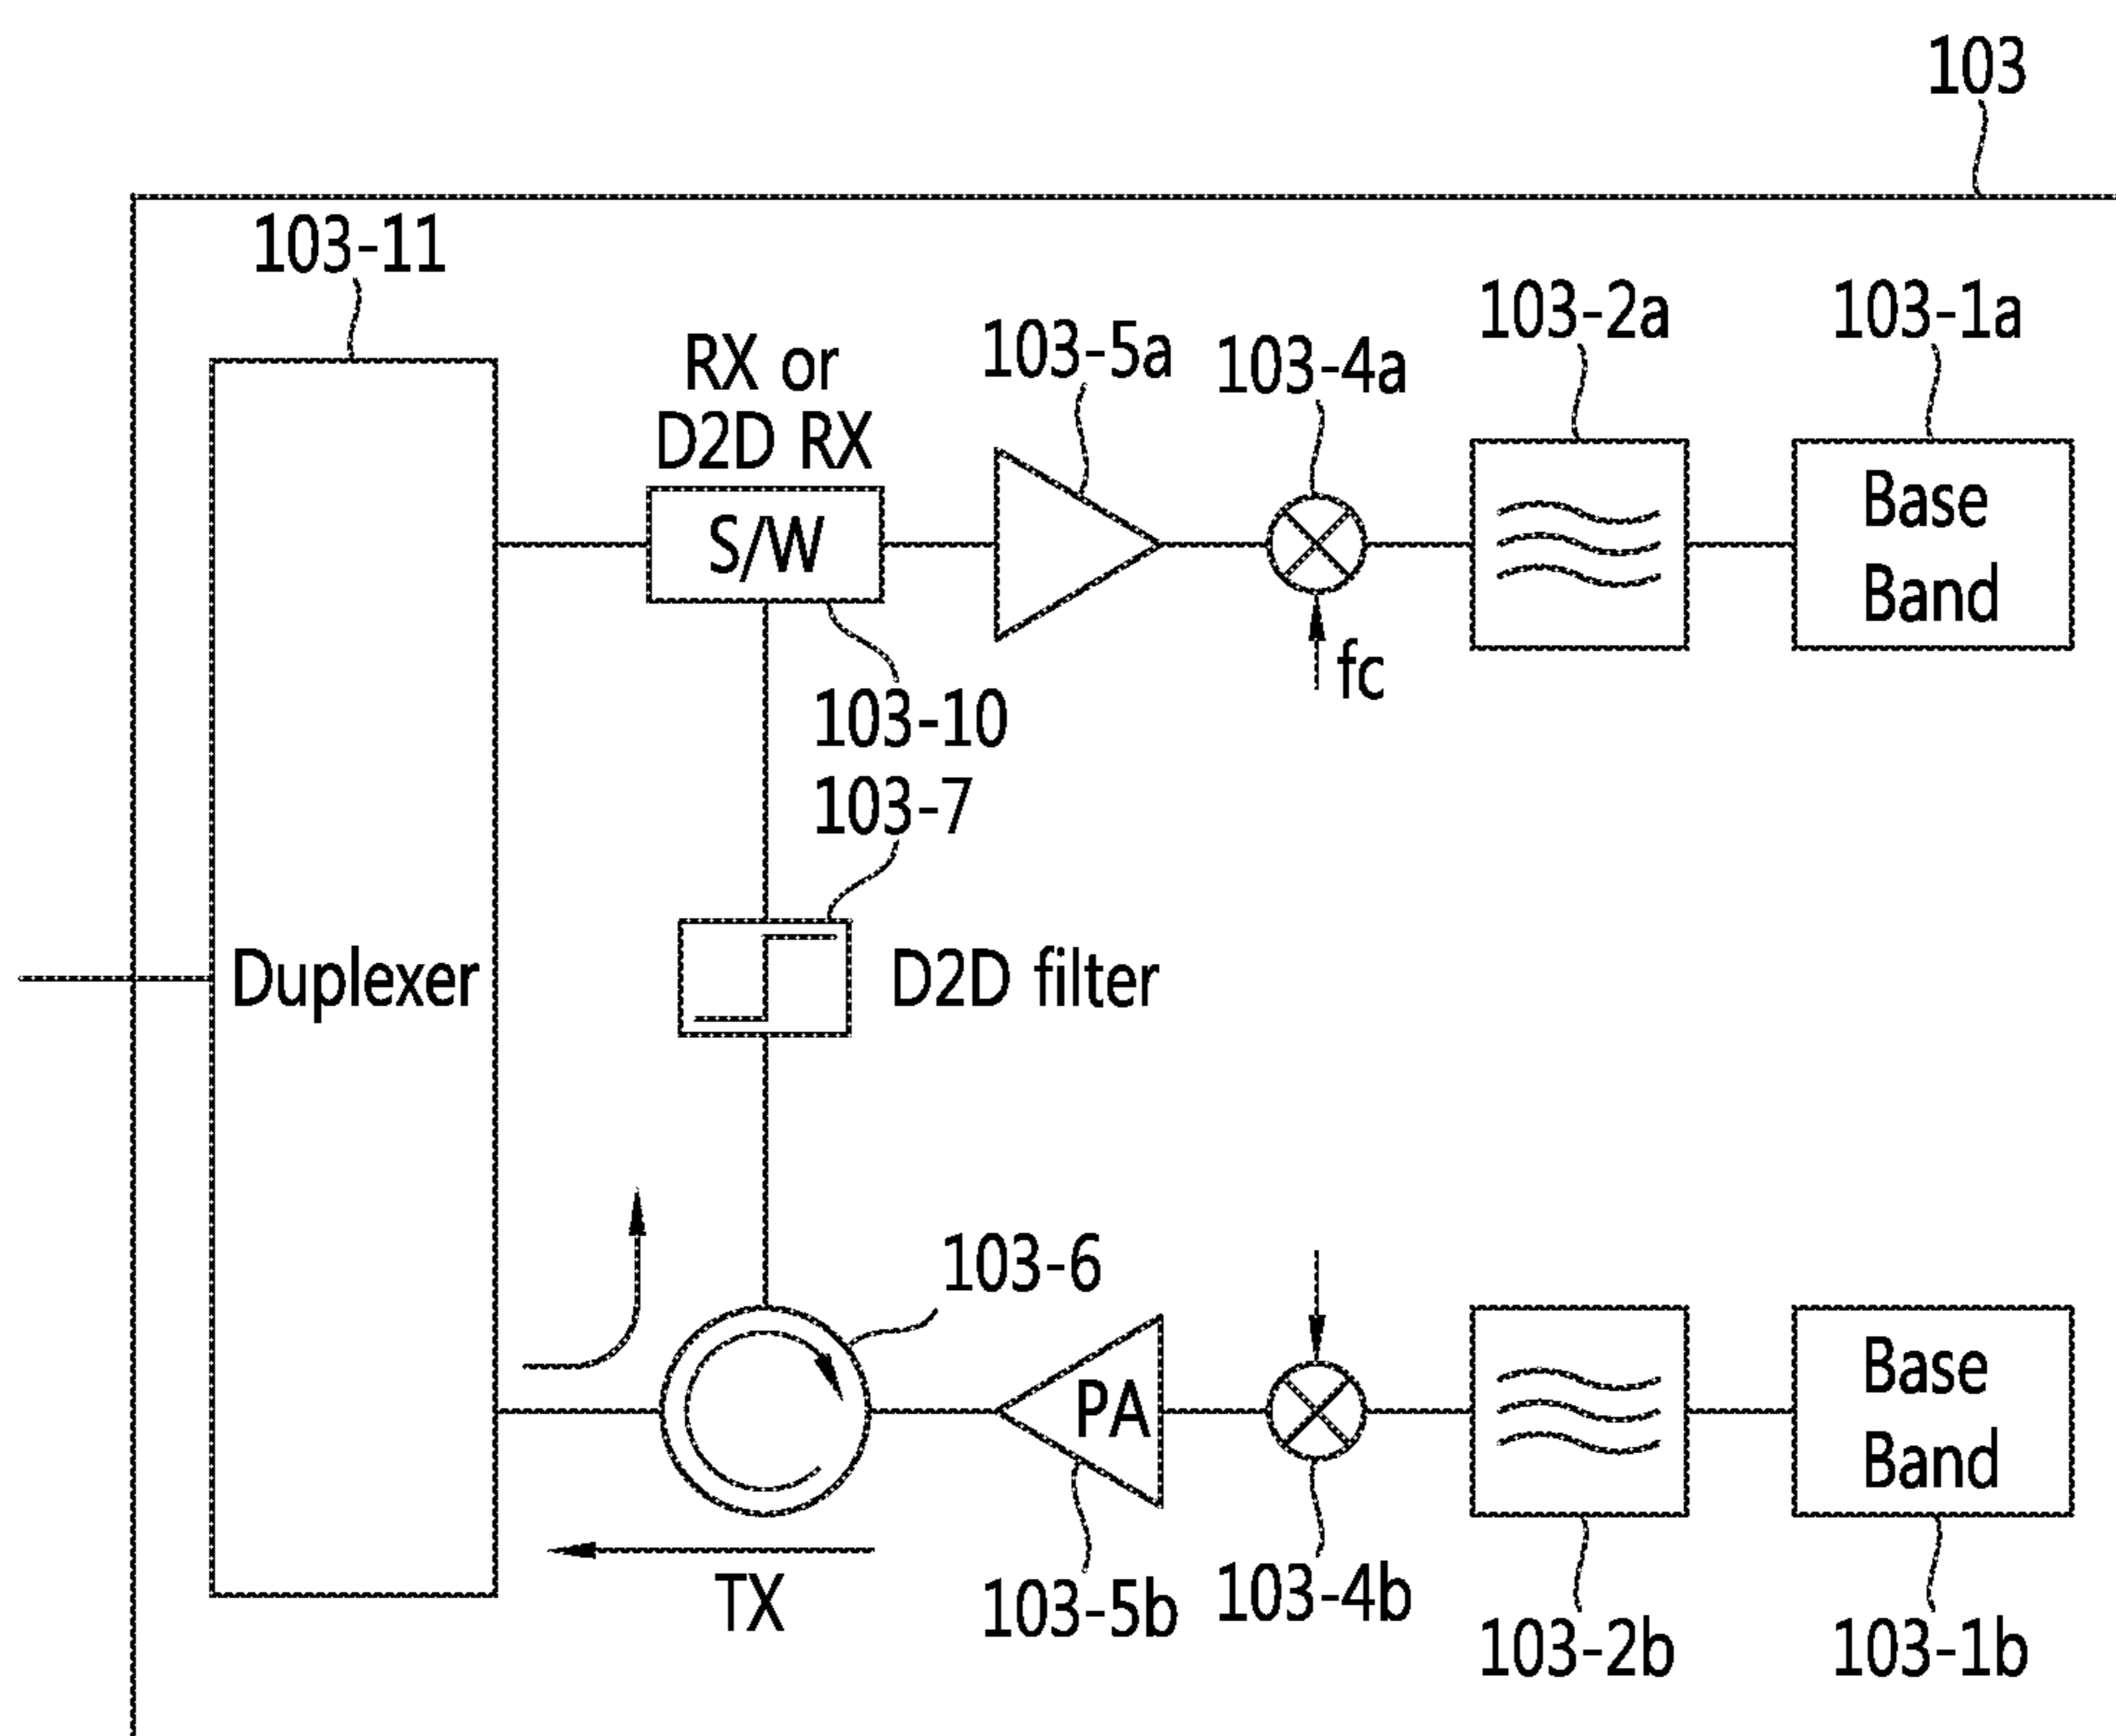 103
103-11
RX or
D2D RX
103-5a
103-4a
103-2a
103-1a
S/W
Base
Band
fc
103-10
103-7
Duplexer
D2D filter
103-6
PA
Base
Band
TX
103-5b
103-4b
103-2b
103-1b